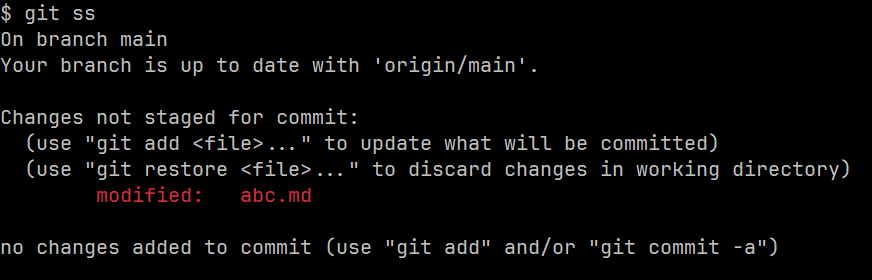 $ git ss
On branch main
Your branch is up to date with 'origin/main'.

Changes not staged for commit:
  (use "git add <file>..." to update what will be committed)
  (use "git restore <file>..." to discard changes in working directory)
        modified:   abc.md

no changes added to commit (use "git add" and/or "git commit -a")